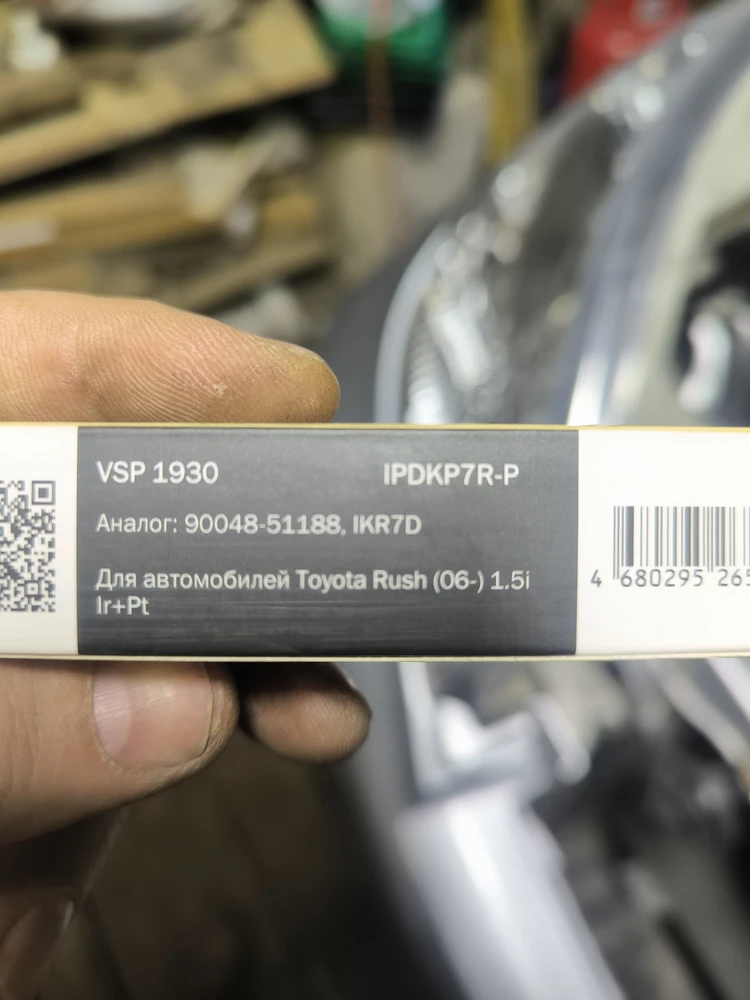 VSP 1930 IPDKP7R-P
Аналог: 90048-51188, IKR7D
Для автомобилей Toyota Rush (06-) 1.5i
Ir+Pt
4 680295 265